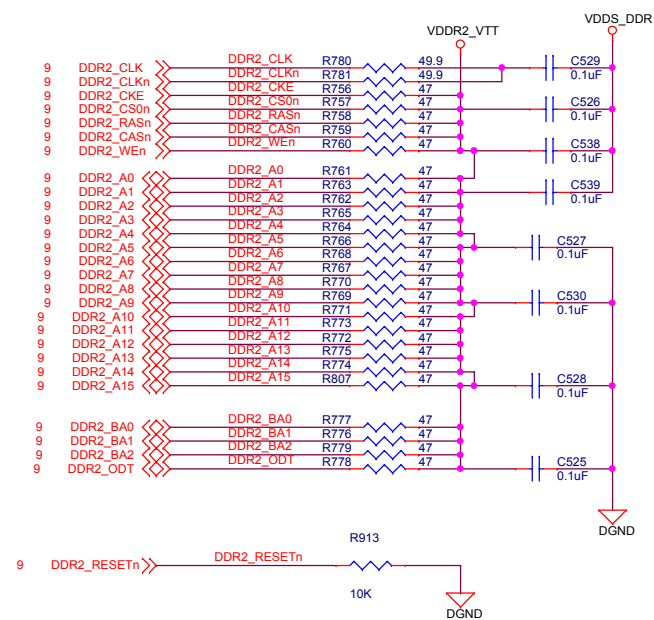 VDDR2_VTT VDDS_DDR
9 DDR2_CLK DDR2_CLK R780 49.9 C529
9 DDR2_CLKn DDR2_CLKn R781 49.9 0.1uF
9 DDR2_CKE DDR2_CKE R756 47
9 DDR2_CS0n DDR2_CS0n R757 47 C526
9 DDR2_RASn DDR2_RASn R758 47 0.1uF
9 DDR2_CASn DDR2_CASn R759 47
9 DDR2_WEn DDR2_WEn R760 47 C538
0.1uF
9 DDR2_A0 DDR2_A0 R761 47
9 DDR2_A1 DDR2_A1 R763 47 C539
9 DDR2_A2 DDR2_A2 R762 47 0.1uF
9 DDR2_A3 DDR2_A3 R765 47
9 DDR2_A4 DDR2_A4 R764 47
9 DDR2_A5 DDR2_A5 R766 47 C527
9 DDR2_A6 DDR2_A6 R768 47 0.1uF
9 DDR2_A7 DDR2_A7 R767 47
9 DDR2_A8 DDR2_A8 R770 47
9 DDR2_A9 DDR2_A9 R769 47 C530
9 DDR2_A10 DDR2_A10 R771 47 0.1uF
9 DDR2_A11 DDR2_A11 R773 47
9 DDR2_A12 DDR2_A12 R772 47
9 DDR2_A13 DDR2_A13 R775 47
9 DDR2_A14 DDR2_A14 R774 47
9 DDR2_A15 DDR2_A15 R807 47 C528
0.1uF
9 DDR2_BA0 DDR2_BA0 R777 47
9 DDR2_BA1 DDR2_BA1 R776 47
9 DDR2_BA2 DDR2_BA2 R779 47
9 DDR2_ODT DDR2_ODT R778 47 C525
0.1uF
DGND
R913
9 DDR2_RESETn DDR2_RESETn
10K
DGND